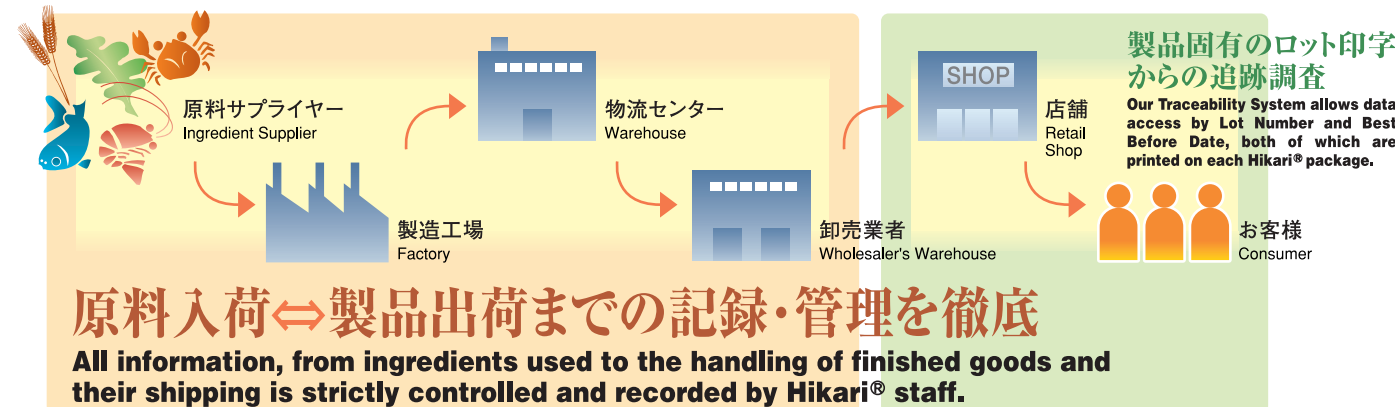 原料サプライヤー
Ingredient Supplier
製造工場
Factory
物流センター
Warehouse
卸売業者
Wholesaler's Warehouse
SHOP
店舗
Retail
Shop
お客様
Consumer
製品固有のロット印字
からの追跡調査
Our Traceability System allows data
access by Lot Number and Best
Before Date, both of which are
printed on each Hikari® package.
原料入荷⇔製品出荷までの記録・管理を徹底
All information, from ingredients used to the handling of finished goods and
their shipping is strictly controlled and recorded by Hikari® staff.